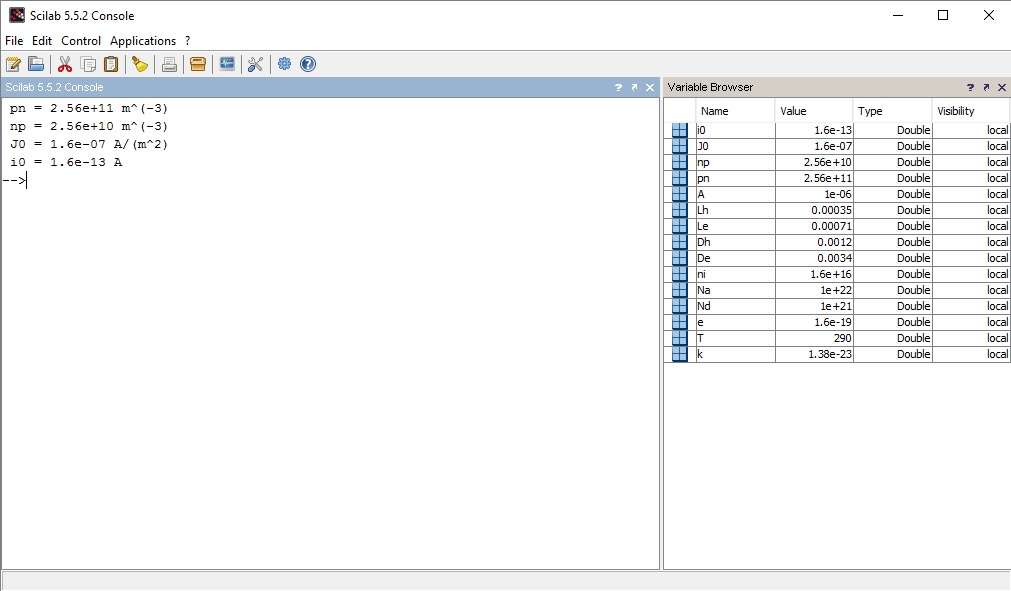 Scilab 5.5.2 Console
File Edit Control Applications ?
Scilab 5.5.2 Console
pn = 2.56e+11 m^(-3)
np = 2.56e+10 m^(-3)
J0 = 1.6e-07 A/(m^2)
i0 = 1.6e-13 A
-->
Variable Browser
Name Value Type Visibility
i0 1.6e-13 Double local
J0 1.6e-07 Double local
np 2.56e+10 Double local
pn 2.56e+11 Double local
A 1e-06 Double local
Lh 0.00035 Double local
Le 0.00071 Double local
Dh 0.0012 Double local
De 0.0034 Double local
ni 1.6e+16 Double local
Na 1e+22 Double local
Nd 1e+21 Double local
e 1.6e-19 Double local
T 290 Double local
k 1.38e-23 Double local